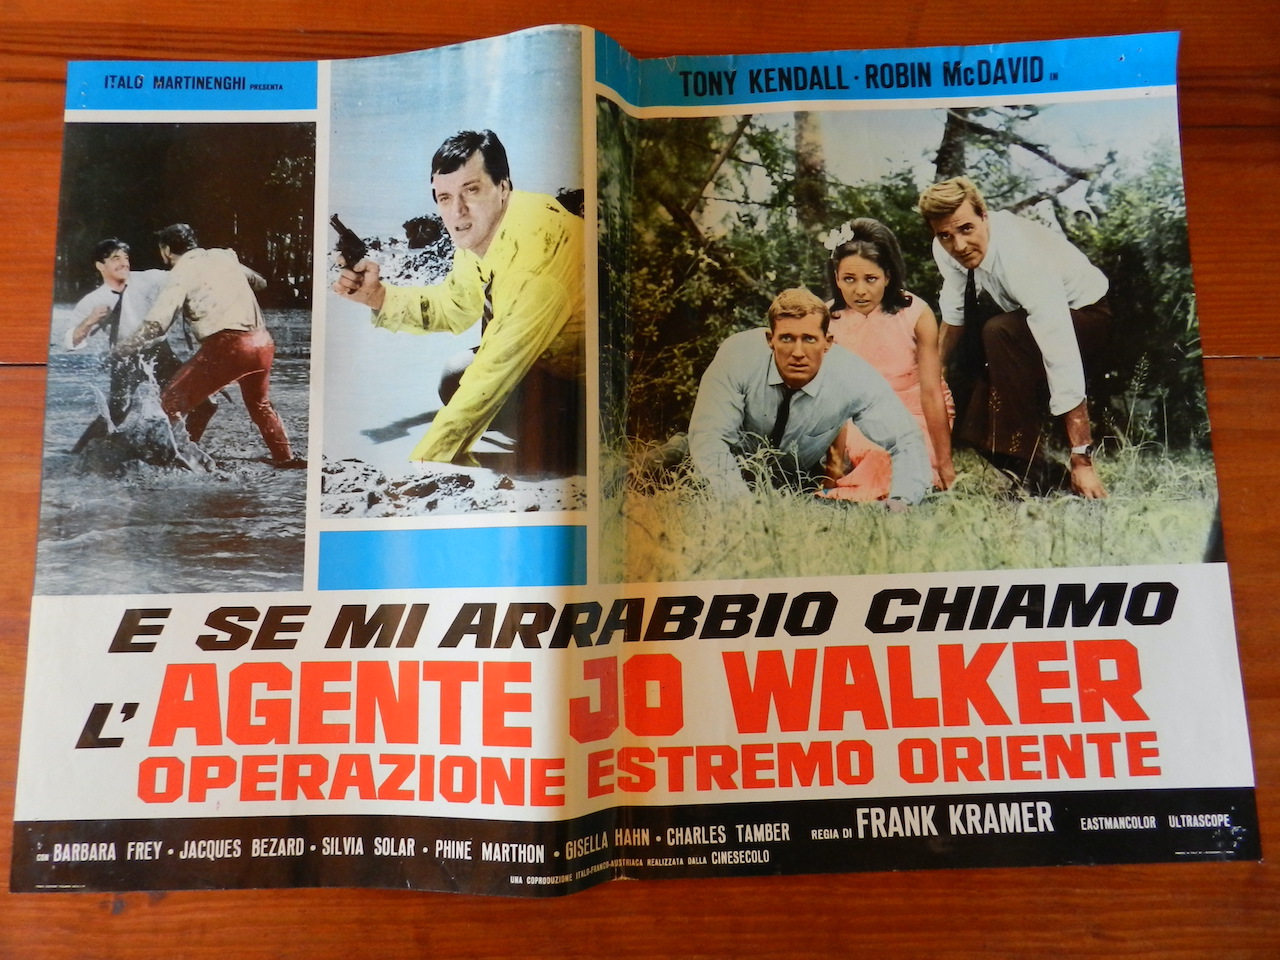 ITALO MARTINENGHI PRESENTA
TONY KENDALL · ROBIN McDAVID IN
E SE MI ARRABBIO CHIAMO
L'AGENTE JO WALKER
OPERAZIONE ESTREMO ORIENTE
CON BARBARA FREY · JACQUES BEZARD · SILVIA SOLAR · PHINE MARTHON · GISELLA HAHN · CHARLES TAMBER REGIA DI FRANK KRAMER EASTMANCOLOR ULTRASCOPE
UNA COPRODUZIONE ITALO-FRANCO-AUSTRIACA REALIZZATA DALLA CINESECOLO